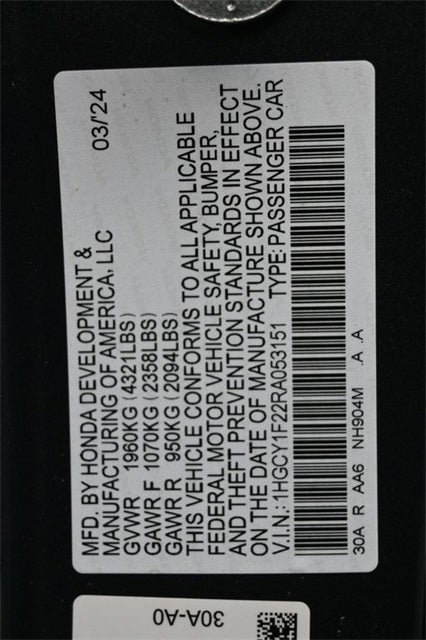 MFD. BY HONDA DEVELOPMENT &
MANUFACTURING OF AMERICA, LLC 03/'24
GVWR 1960KG (4321LBS)
GAWR F 1070KG (2358LBS)
GAWR R 950KG (2094LBS)
THIS VEHICLE CONFORMS TO ALL APPLICABLE
FEDERAL MOTOR VEHICLE SAFETY, BUMPER,
AND THEFT PREVENTION STANDARDS IN EFFECT
ON THE DATE OF MANUFACTURE SHOWN ABOVE.
V.I.N.: 1HGCY1F22RA053151 TYPE: PASSENGER CAR
30A R AA6 NH904M .A .A
30A-A0